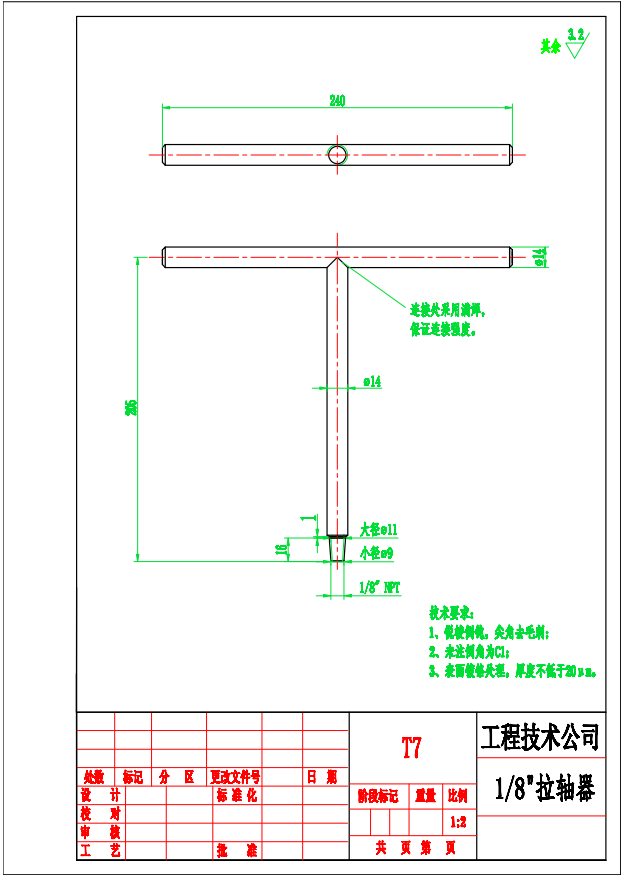 其余 3.2
240
ø14
连接处采用满焊,
保证连接强度。
ø14
205
1
大径ø11
16
小径ø9
1/8" NPT
技术要求:
1、锐棱倒钝，尖角去毛刺;
2、未注倒角为C1;
3、表面镀铬处理，厚度不低于20μm。
T7
工程技术公司
处数 标记 分 区 更改文件号 日 期
设 计 标准化
阶段标记 重量 比例
1/8"拉轴器
校 对
审 核
1:2
工 艺 批 准
共 页 第 页